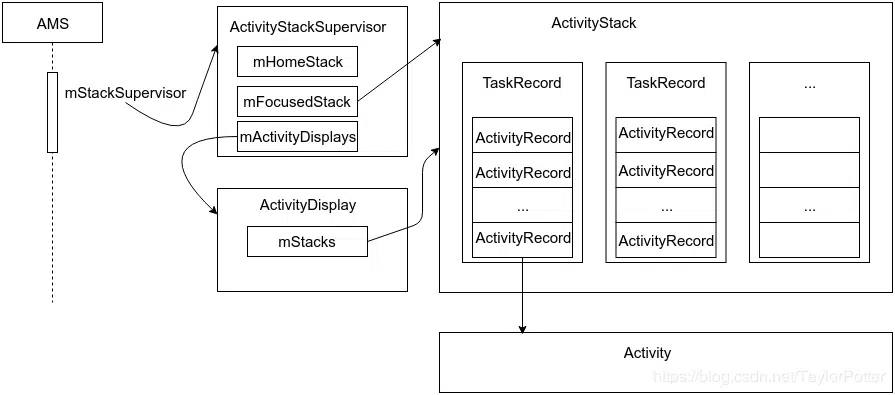 AMS
mStackSupervisor
ActivityStackSupervisor
mHomeStack
mFocusedStack
mActivityDisplays
ActivityDisplay
mStacks
ActivityStack
TaskRecord
ActivityRecord
ActivityRecord
...
ActivityRecord
TaskRecord
ActivityRecord
ActivityRecord
...
ActivityRecord
...
...
Activity
https://blog.csdn.net/TaylorPotter